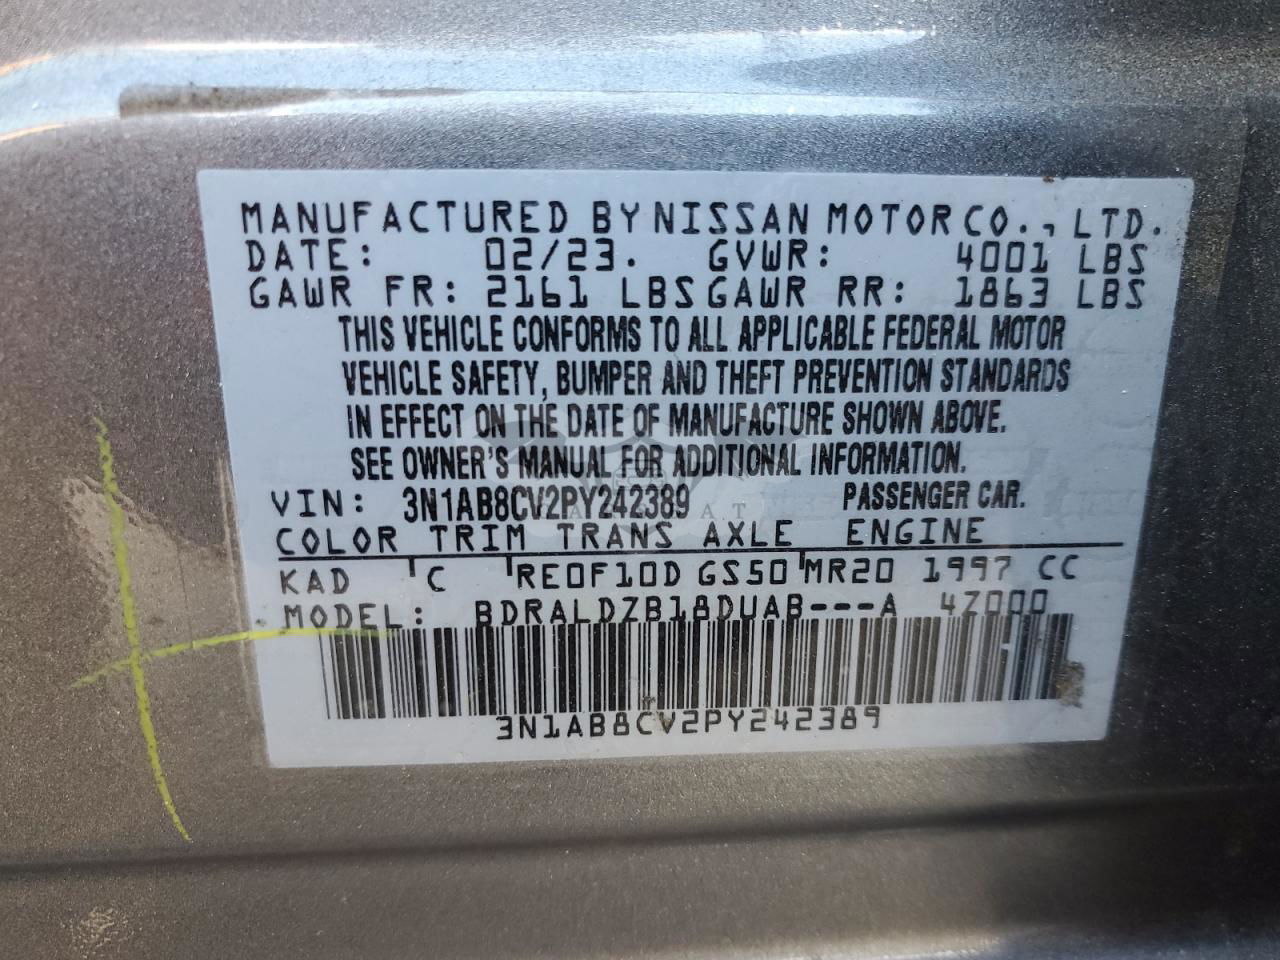 MANUFACTURED BY NISSAN MOTOR CO., LTD.
DATE: 02/23. GVWR: 4001 LBS
GAWR FR: 2161 LBS GAWR RR: 1863 LBS
THIS VEHICLE CONFORMS TO ALL APPLICABLE FEDERAL MOTOR
VEHICLE SAFETY, BUMPER AND THEFT PREVENTION STANDARDS
IN EFFECT ON THE DATE OF MANUFACTURE SHOWN ABOVE.
SEE OWNER'S MANUAL FOR ADDITIONAL INFORMATION.
VIN: 3N1AB8CV2PY242389 PASSENGER CAR.
COLOR TRIM TRANS AXLE ENGINE
KAD C RE0F10D GS50 MR20 1997 CC
MODEL: BDRALDZB18DUAB---A 4Z000
3N1AB8CV2PY242389